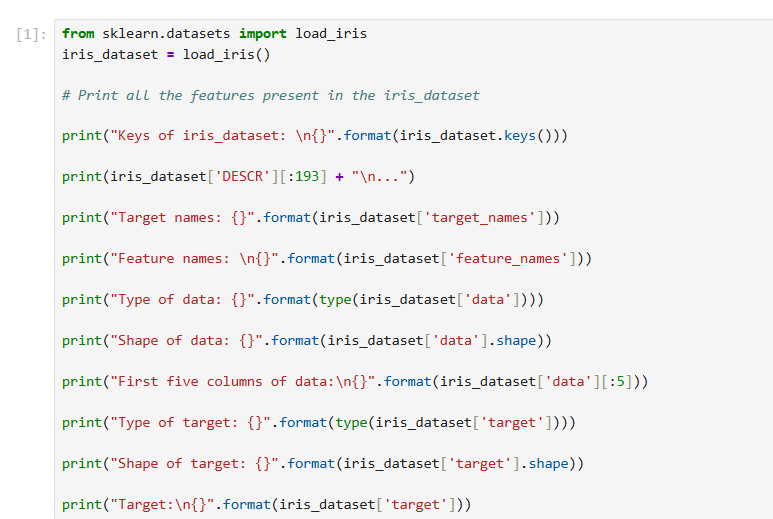 [1]:
from sklearn.datasets import load_iris
iris_dataset = load_iris()
# Print all the features present in the iris_dataset
print("Keys of iris_dataset: \n{}".format(iris_dataset.keys()))
print(iris_dataset['DESCR'][:193] + "\n...")
print("Target names: {}".format(iris_dataset['target_names']))
print("Feature names: \n{}".format(iris_dataset['feature_names']))
print("Type of data: {}".format(type(iris_dataset['data'])))
print("Shape of data: {}".format(iris_dataset['data'].shape))
print("First five columns of data:\n{}".format(iris_dataset['data'][:5]))
print("Type of target: {}".format(type(iris_dataset['target'])))
print("Shape of target: {}".format(iris_dataset['target'].shape))
print("Target:\n{}".format(iris_dataset['target']))